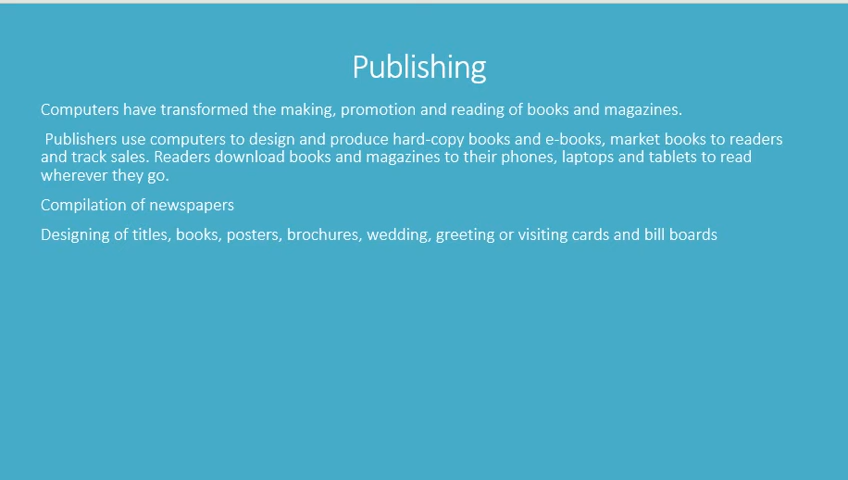 Publishing
Computers have transformed the making, promotion and reading of books and magazines.
Publishers use computers to design and produce hard-copy books and e-books, market books to readers
and track sales. Readers download books and magazines to their phones, laptops and tablets to read
wherever they go.
Compilation of newspapers
Designing of titles, books, posters, brochures, wedding, greeting or visiting cards and bill boards